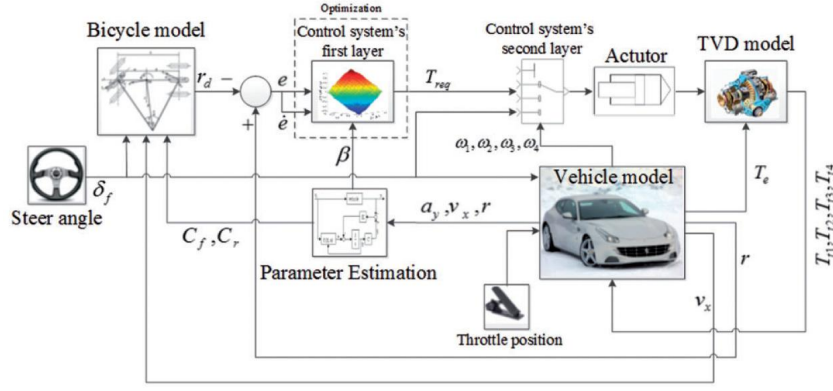 Optimization
Bicycle model
Control system's
first layer
Control system's
second layer
Actutor
TVD model
r_d
−
e
ė
+
T_req
β
ω₁, ω₂, ω₃, ω₄
Vehicle model
T_e
δ_f
Steer angle
a_y, v_x, r
C_f, C_r
Parameter Estimation
Throttle position
r
v_x
T_t1, T_t2, T_t3, T_t4